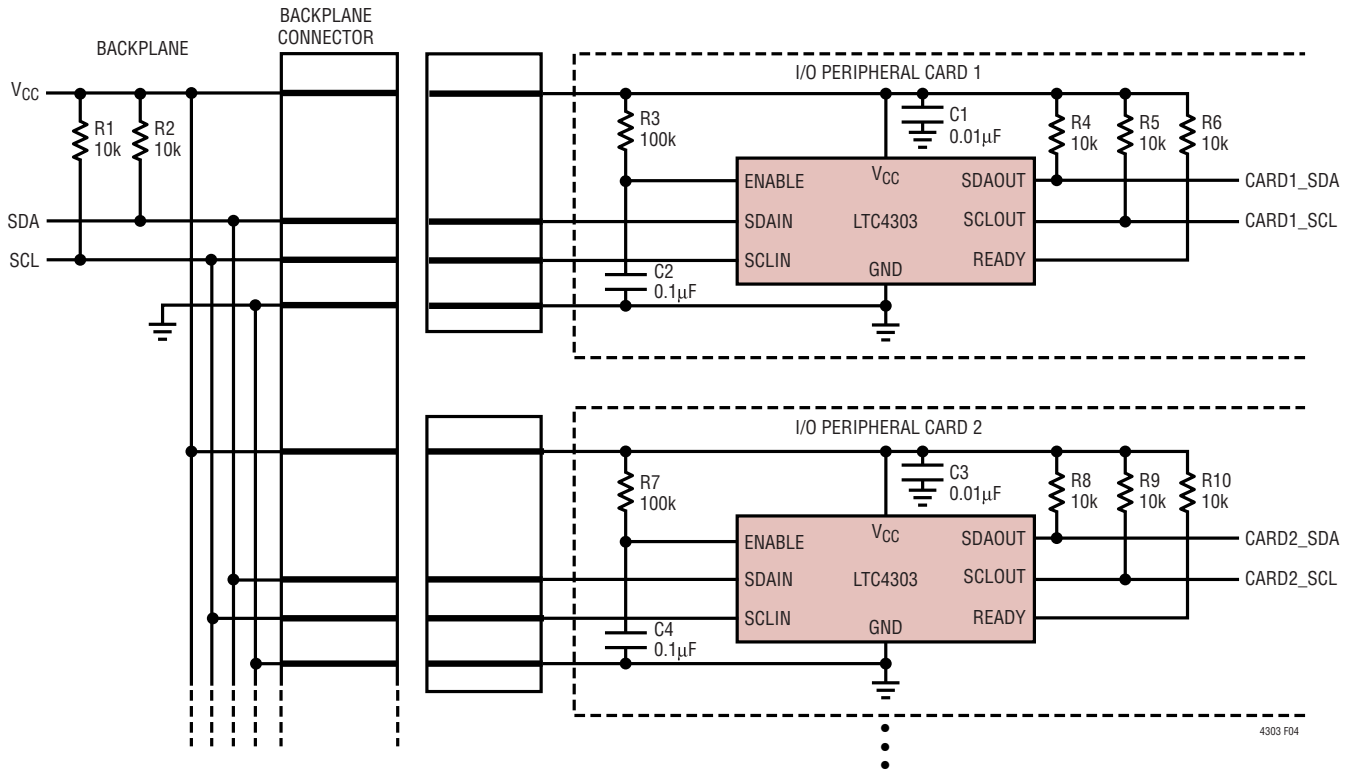 BACKPLANE
CONNECTOR
BACKPLANE
VCC
R1
10k
R2
10k
SDA
SCL
I/O PERIPHERAL CARD 1
R3
100k
C1
0.01µF
R4
10k
R5
10k
R6
10k
ENABLE
VCC
SDAOUT
CARD1_SDA
SDAIN
LTC4303
SCLOUT
CARD1_SCL
SCLIN
GND
READY
C2
0.1µF
I/O PERIPHERAL CARD 2
R7
100k
C3
0.01µF
R8
10k
R9
10k
R10
10k
ENABLE
VCC
SDAOUT
CARD2_SDA
SDAIN
LTC4303
SCLOUT
CARD2_SCL
SCLIN
GND
READY
C4
0.1µF
4303 F04